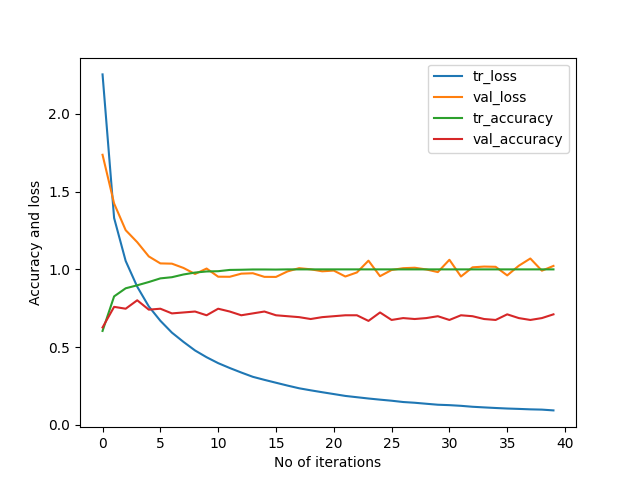 tr_loss
val_loss
tr_accuracy
val_accuracy
2.0
1.5
1.0
0.5
0.0
Accuracy and loss
0 5 10 15 20 25 30 35 40
No of iterations